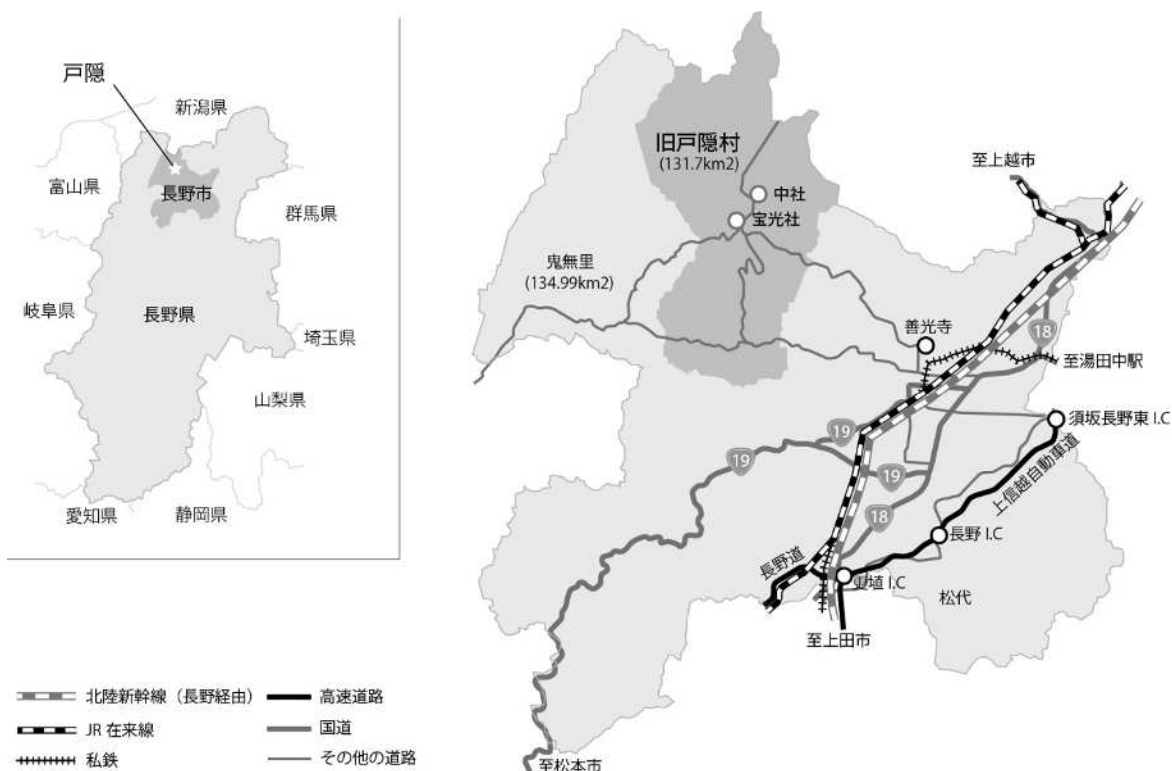 戸隠
新潟県
富山県
長野市
群馬県
岐阜県
長野県
埼玉県
山梨県
愛知県
静岡県
旧戸隠村
(131.7km2)
中社
宝光社
鬼無里
(134.99km2)
至上越市
善光寺
18
至湯田中駅
須坂長野東 I.C
19
19
19
18
上信越自動車道
長野 I.C
長野道
I.C
松代
至上田市
至松本市
北陸新幹線（長野経由）
高速道路
JR 在来線
国道
私鉄
その他の道路